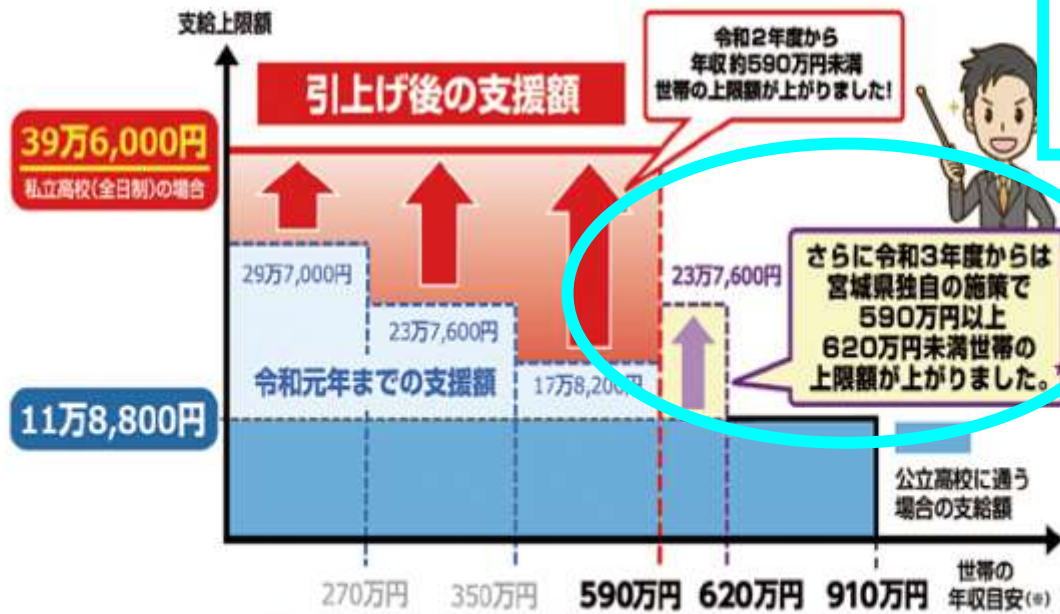 支給上限額
引上げ後の支援額
令和2年度から
年収約590万円未満
世帯の上限額が上がりました!
39万6,000円
私立高校(全日制)の場合
29万7,000円
23万7,600円
17万8,200円
23万7,600円
さらに令和3年度からは
宮城県独自の施策で
590万円以上
620万円未満世帯の
上限額が上がりました。
令和元年までの支援額
11万8,800円
公立高校に通う
場合の支給額
270万円
350万円
590万円
620万円
910万円
世帯の
年収目安(※)